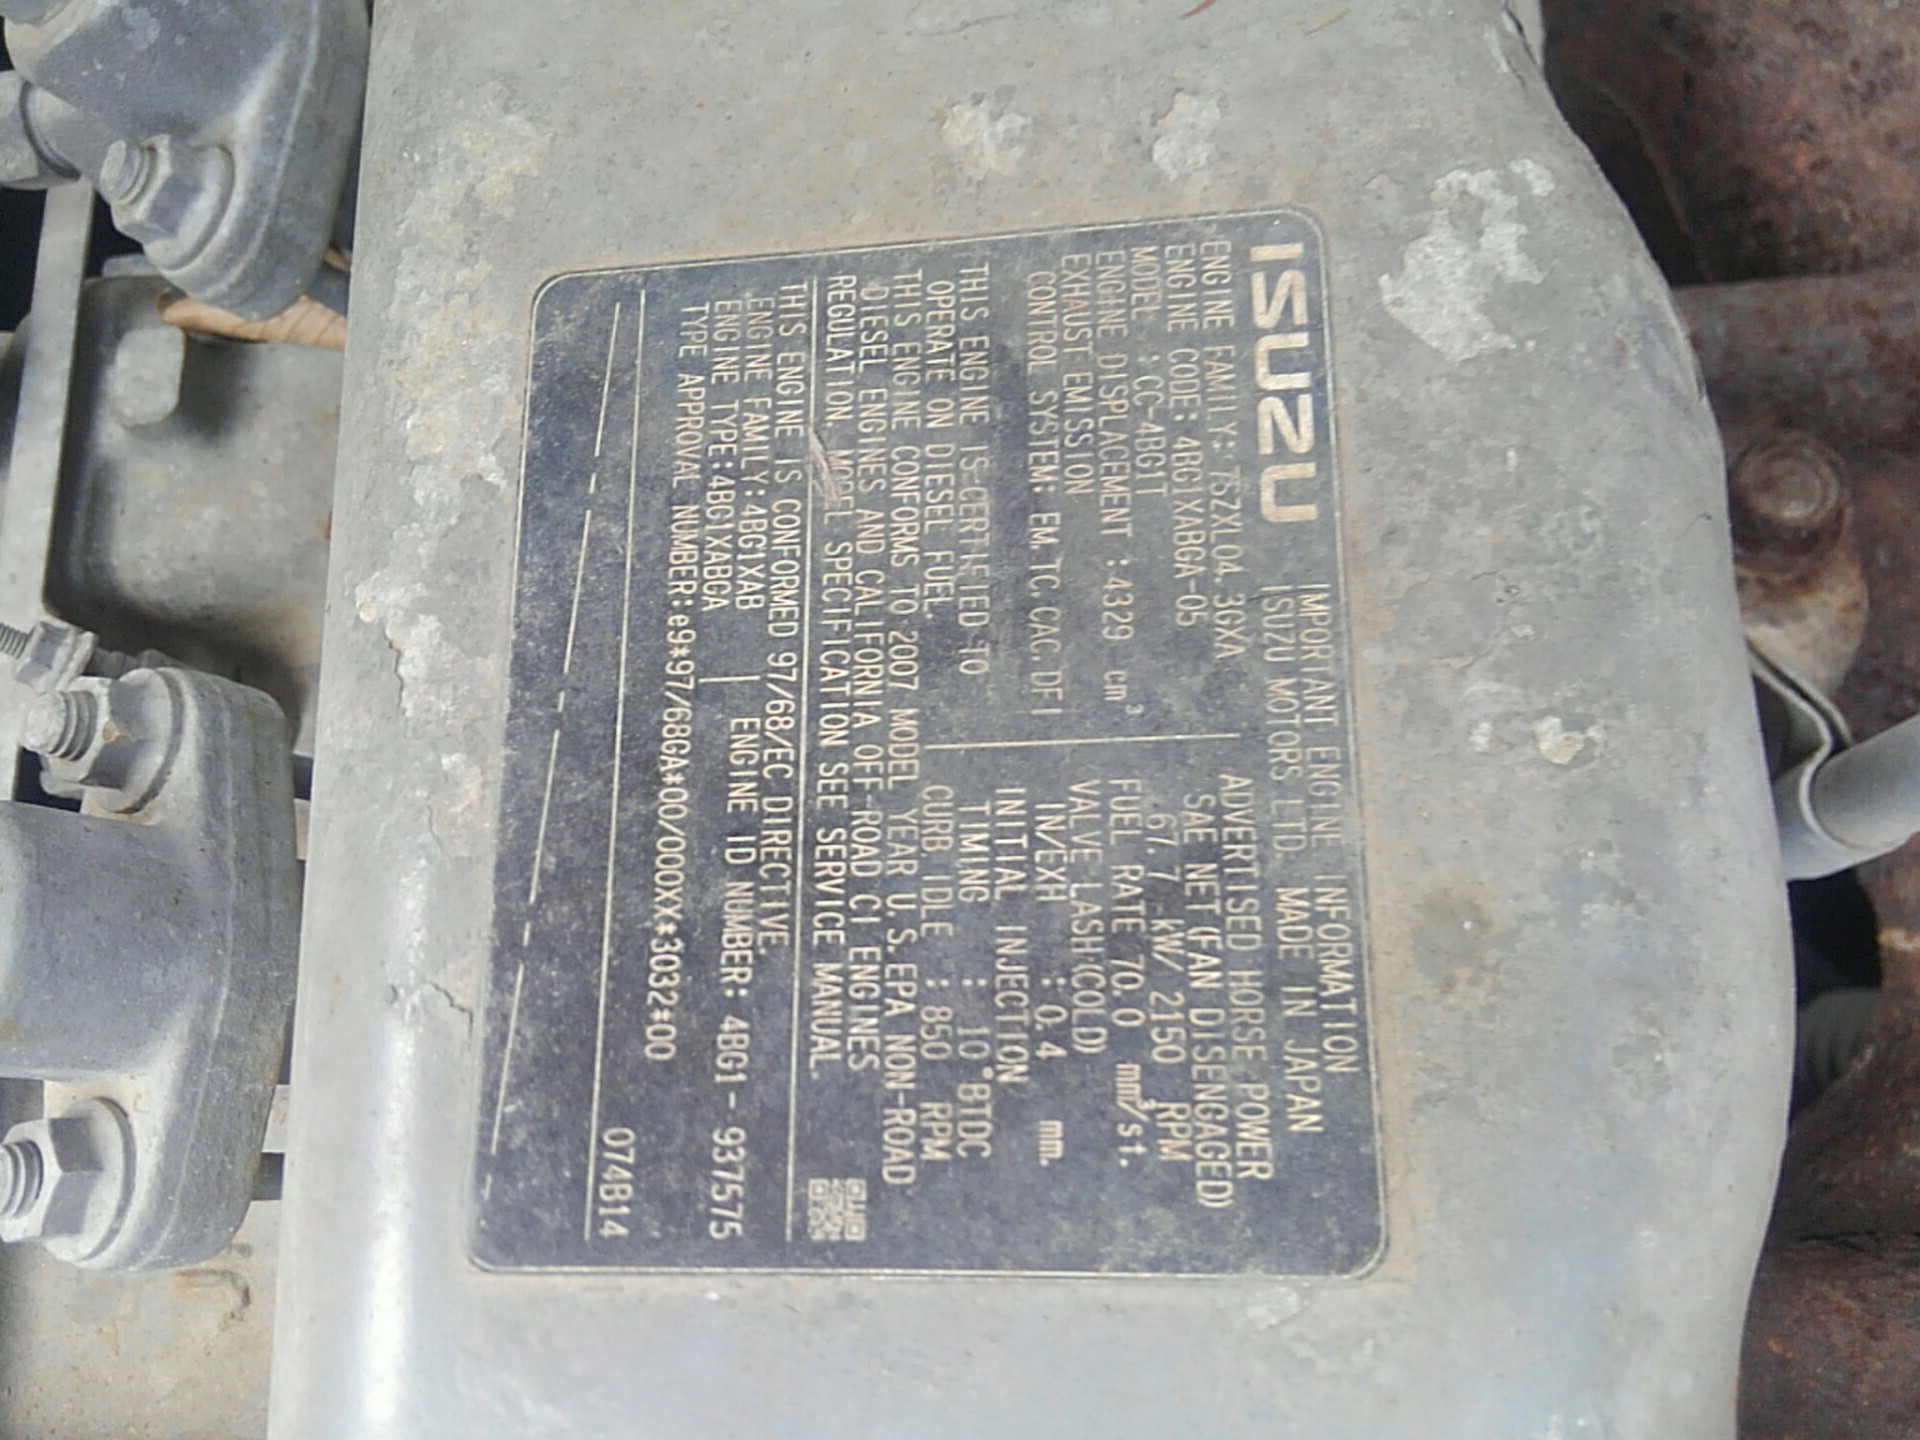 ISUZU
IMPORTANT ENGINE INFORMATION
ISUZU MOTORS LTD. MADE IN JAPAN
ENGINE FAMILY: 7SZXL04.3GXA
ENGINE CODE: 4BG1XABGA-05
MODEL : CC-4BG1T
ENGINE DISPLACEMENT : 4329 cm³
EXHAUST EMISSION
CONTROL SYSTEM: EM, TC, CAC, DFI
THIS ENGINE IS CERTIFIED TO
OPERATE ON DIESEL FUEL.
ADVERTISED HORSE POWER
SAE NET (FAN DISENGAGED)
67.7 kW/ 2150 RPM
FUEL RATE 70.0 mm³/st.
VALVE LASH:(COLD)
IN/EXH : 0.4 mm.
INITIAL INJECTION
TIMING : 10° BTDC
CURB. IDLE : 850 RPM
THIS ENGINE CONFORMS TO 2007 MODEL YEAR U.S.EPA NON-ROAD
DIESEL ENGINES AND CALIFORNIA OFF-ROAD CI ENGINES
REGULATION. MODEL SPECIFICATION SEE SERVICE MANUAL.
THIS ENGINE IS CONFORMED 97/68/EC DIRECTIVE.
ENGINE FAMILY:4BG1XAB
ENGINE TYPE:4BG1XABGA
ENGINE ID NUMBER: 4BG1 - 937575
TYPE APPROVAL NUMBER:e9*97/68GA*00/000XX*3032*00
074B14